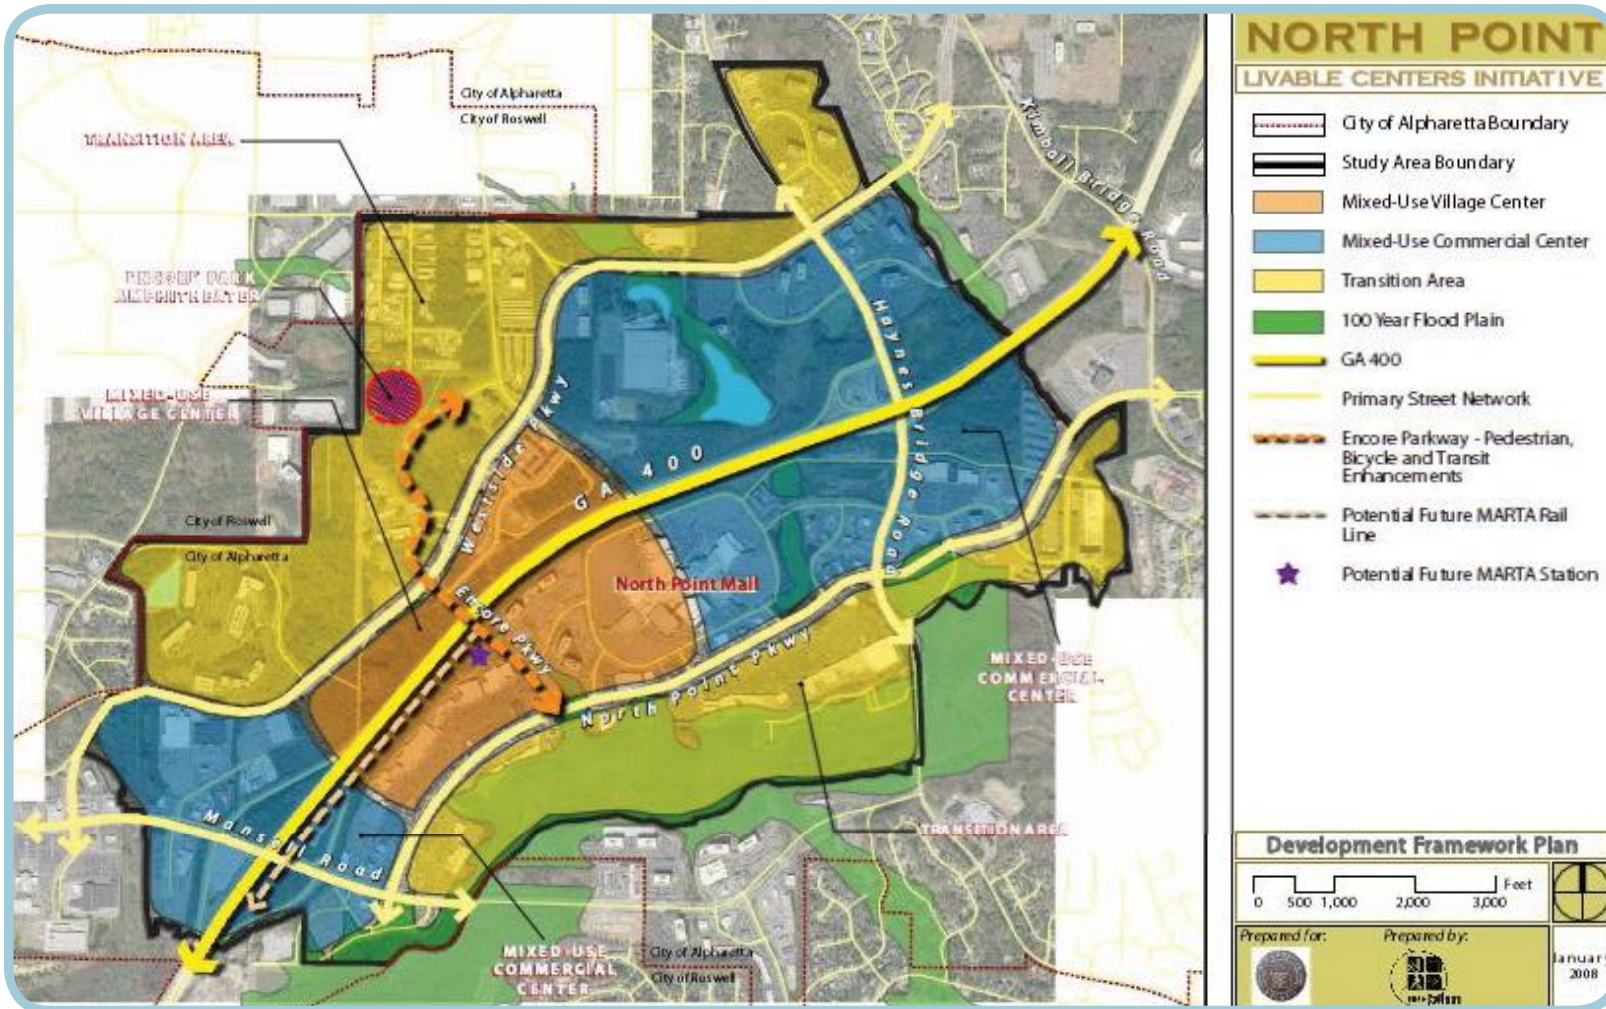 NORTH POINT
LIVABLE CENTERS INITIATIVE
City of Alpharetta Boundary
Study Area Boundary
Mixed-Use Village Center
Mixed-Use Commercial Center
Transition Area
100 Year Flood Plain
GA 400
Primary Street Network
Encore Parkway - Pedestrian,
Bicycle and Transit
Enhancements
Potential Future MARTA Rail
Line
Potential Future MARTA Station
Development Framework Plan
Feet
0 500 1,000 2,000 3,000
Prepared for:
Prepared by:
January
2008
City of Alpharetta
City of Roswell
TRANSITION AREA
ENCORE PARK
AMPHITHEATER
MIXED-USE
VILLAGE CENTER
City of Roswell
City of Alpharetta
Kimball Bridge Road
Haynes Bridge Road
Westside Pkwy
GA 400
North Point Mall
Encore Pkwy
North Point Pkwy
MIXED-USE
COMMERCIAL
CENTER
TRANSITION AREA
Mansell Road
MIXED-USE
COMMERCIAL
CENTER
City of Alpharetta
City of Roswell